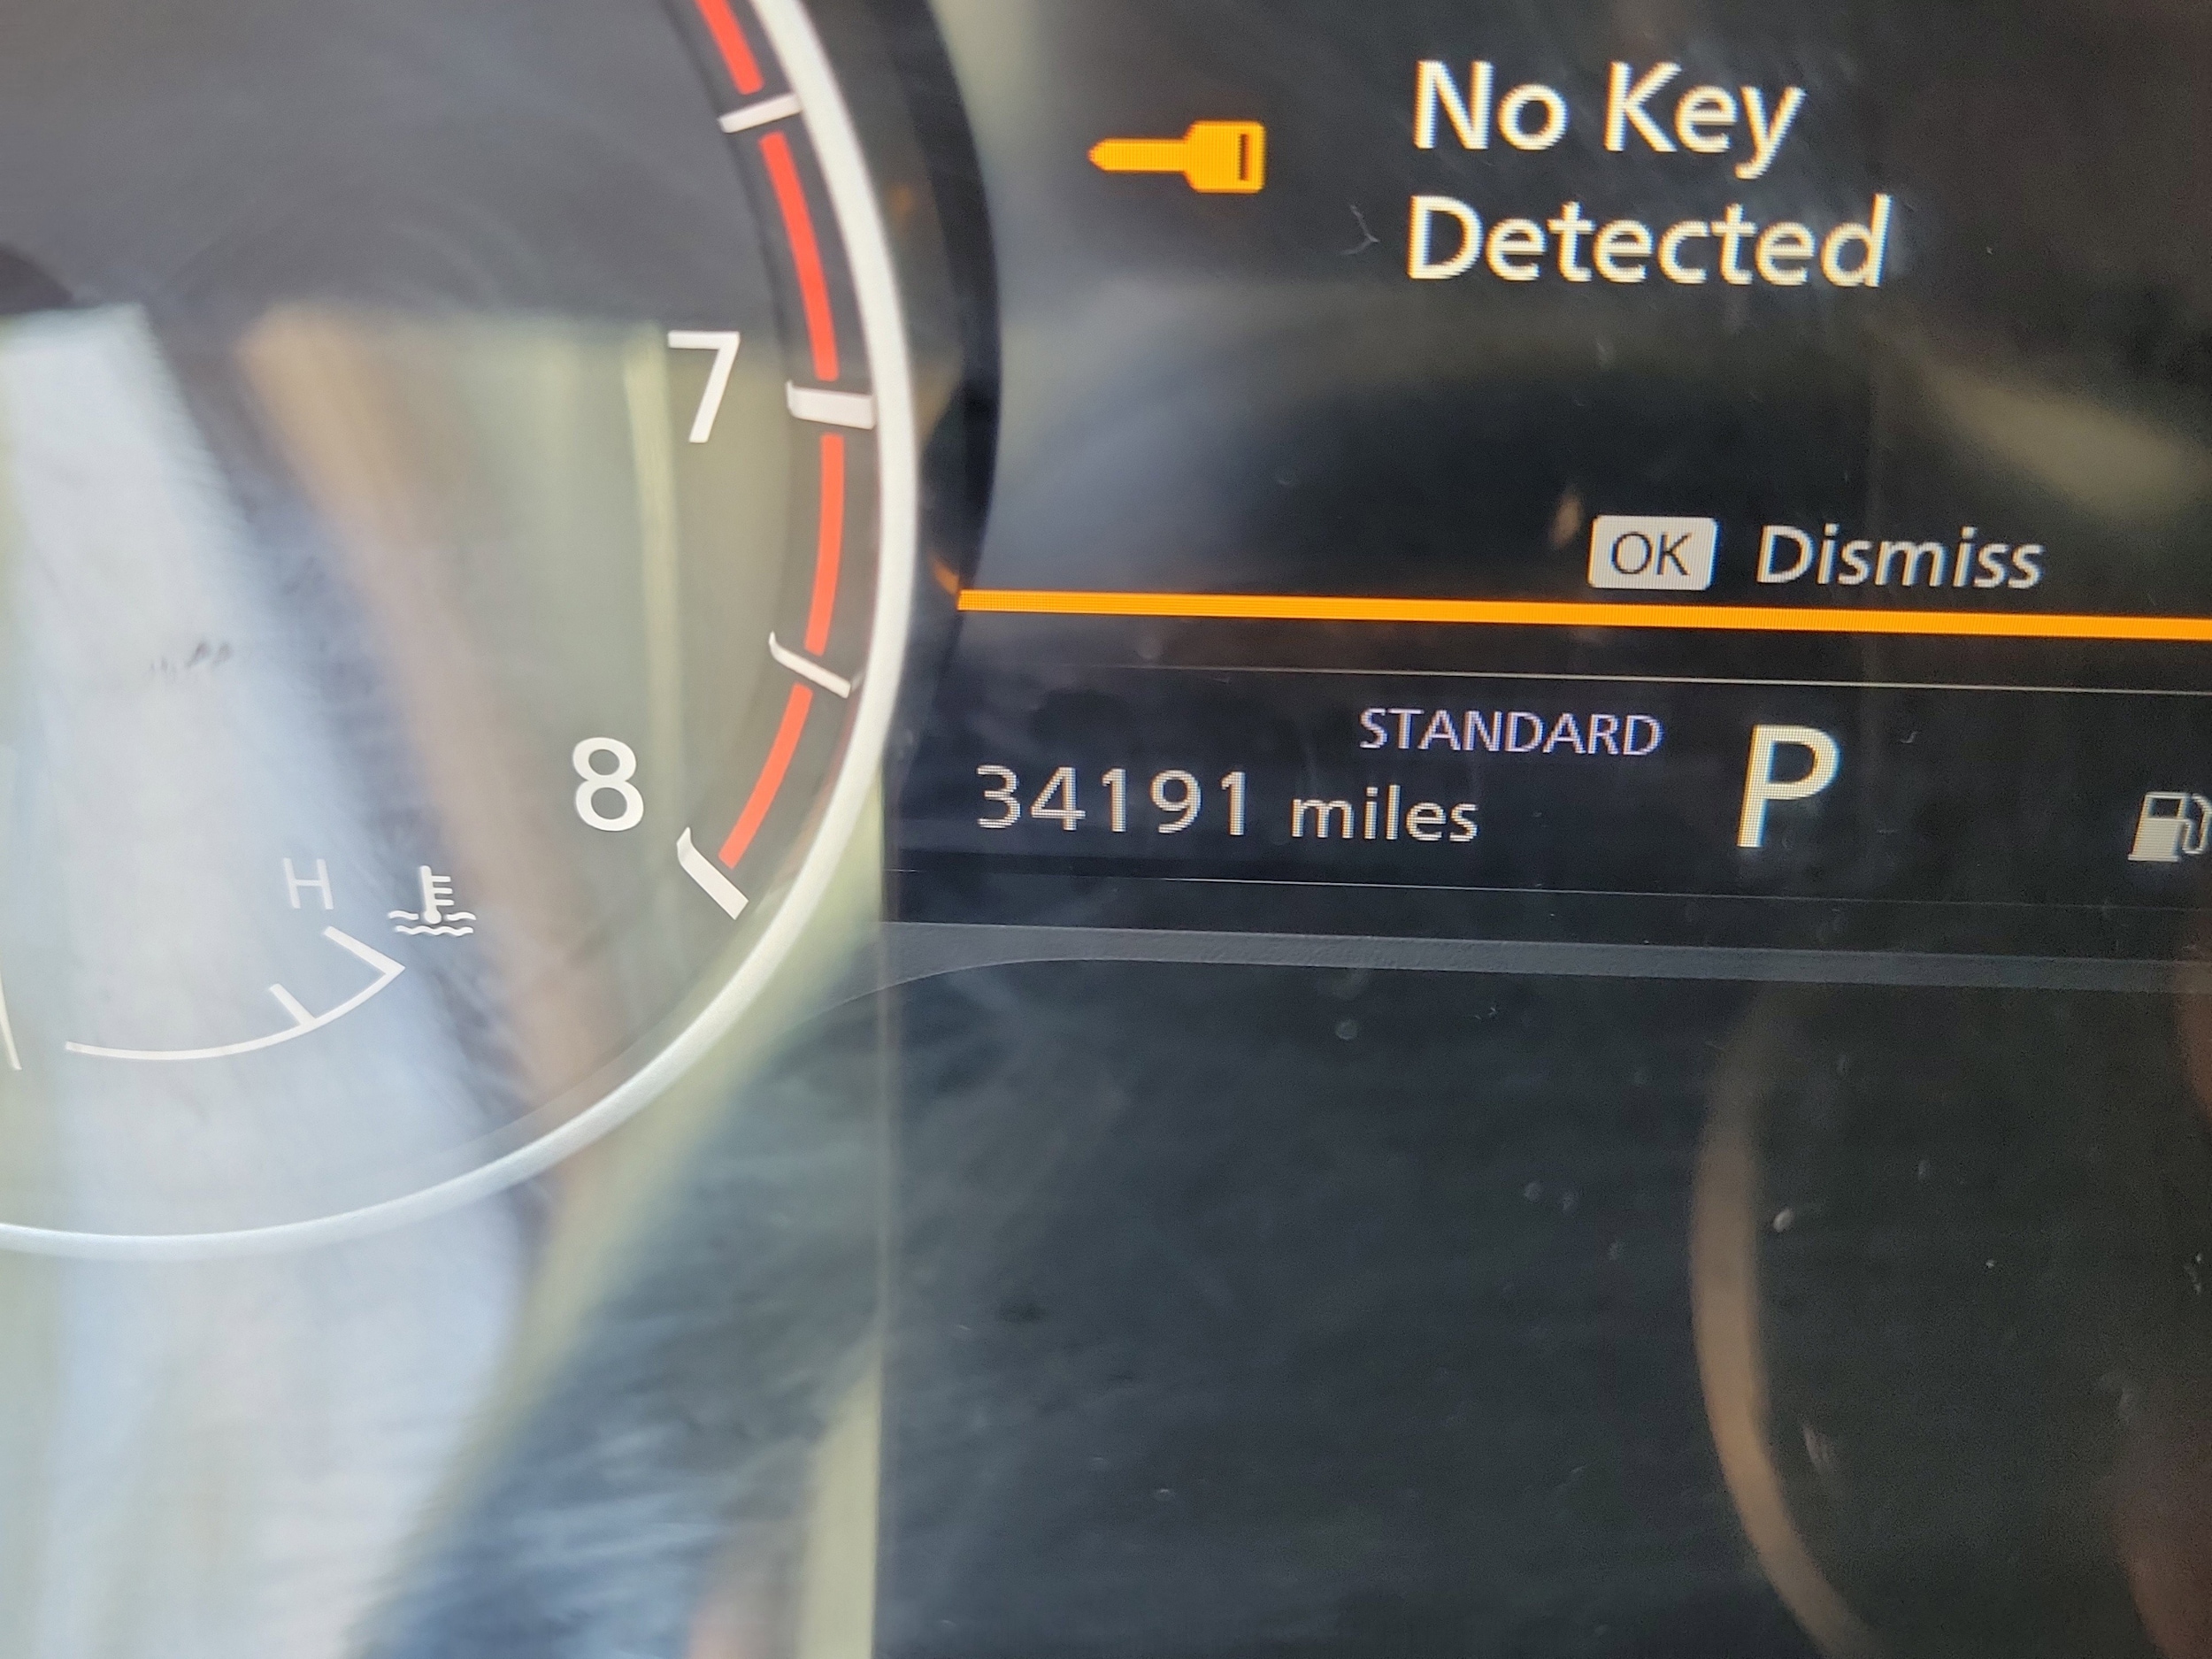 No Key
Detected
7
OK Dismiss
STANDARD
8
34191 miles P
H